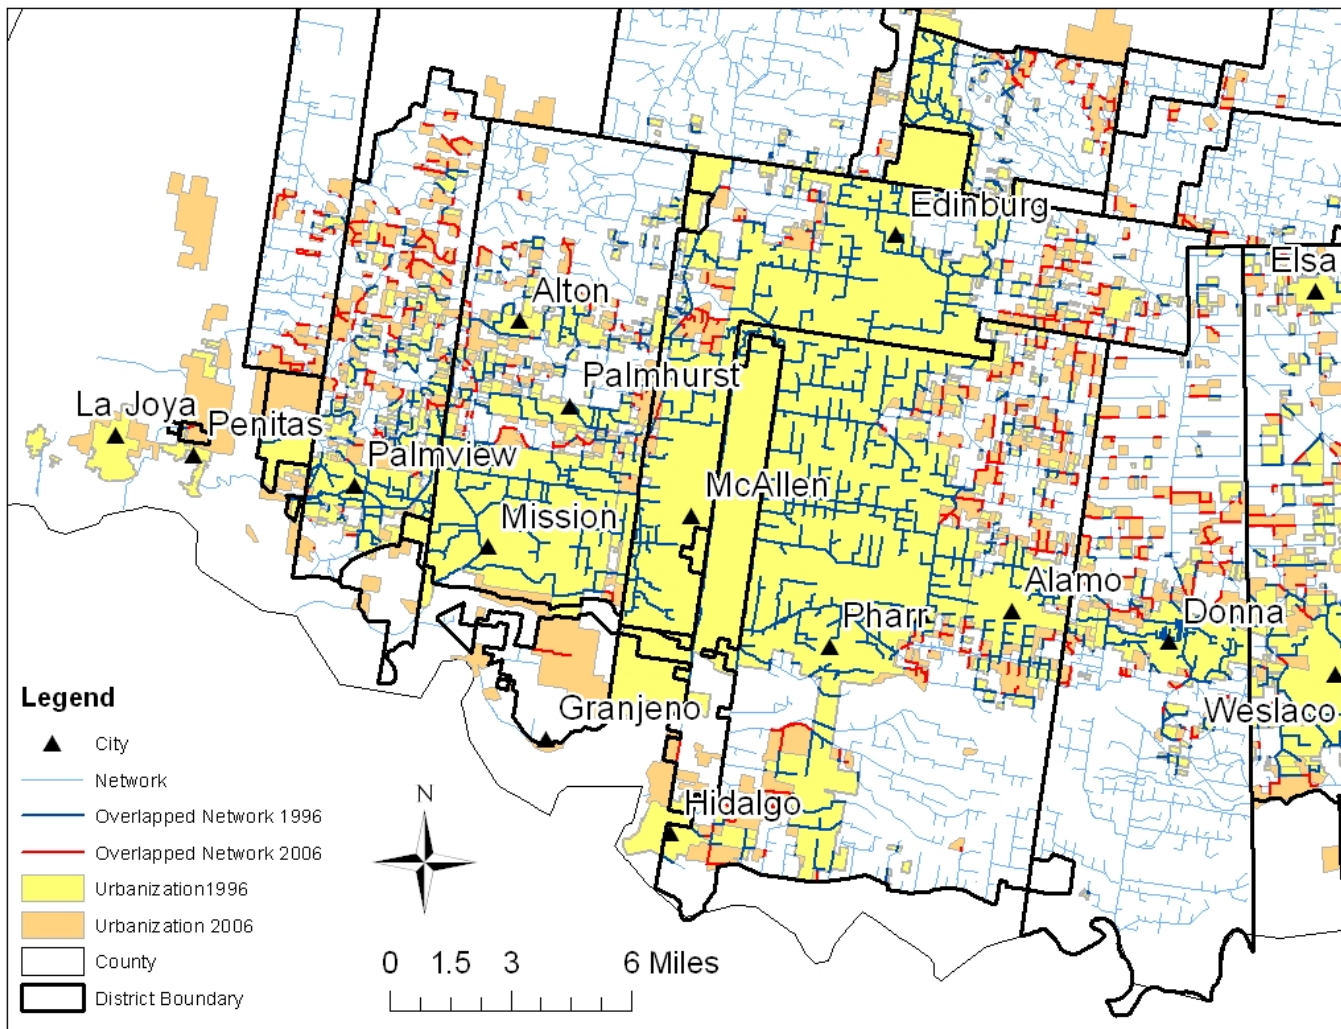 Edinburg
Elsa
Alton
Palmhurst
La Joya
Penitas
Palmview
McAllen
Mission
Alamo
Donna
Pharr
Weslaco
Granjeno
Hidalgo
Legend
City
Network
Overlapped Network 1996
Overlapped Network 2006
Urbanization1996
Urbanization 2006
County
District Boundary
N
0 1.5 3 6 Miles